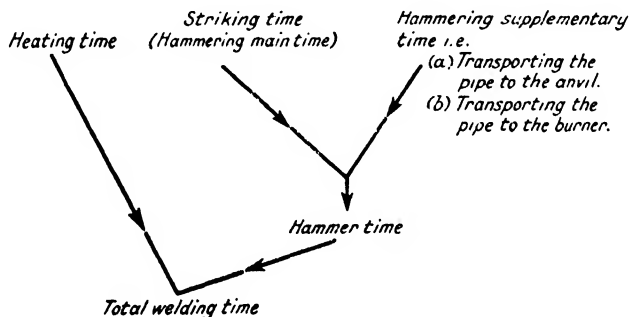 Heating time
Striking time
(Hammering main time)
Hammering supplementary
time i.e.
(a) Transporting the
pipe to the anvil.
(b) Transporting the
pipe to the burner.
Hammer time
Total welding time